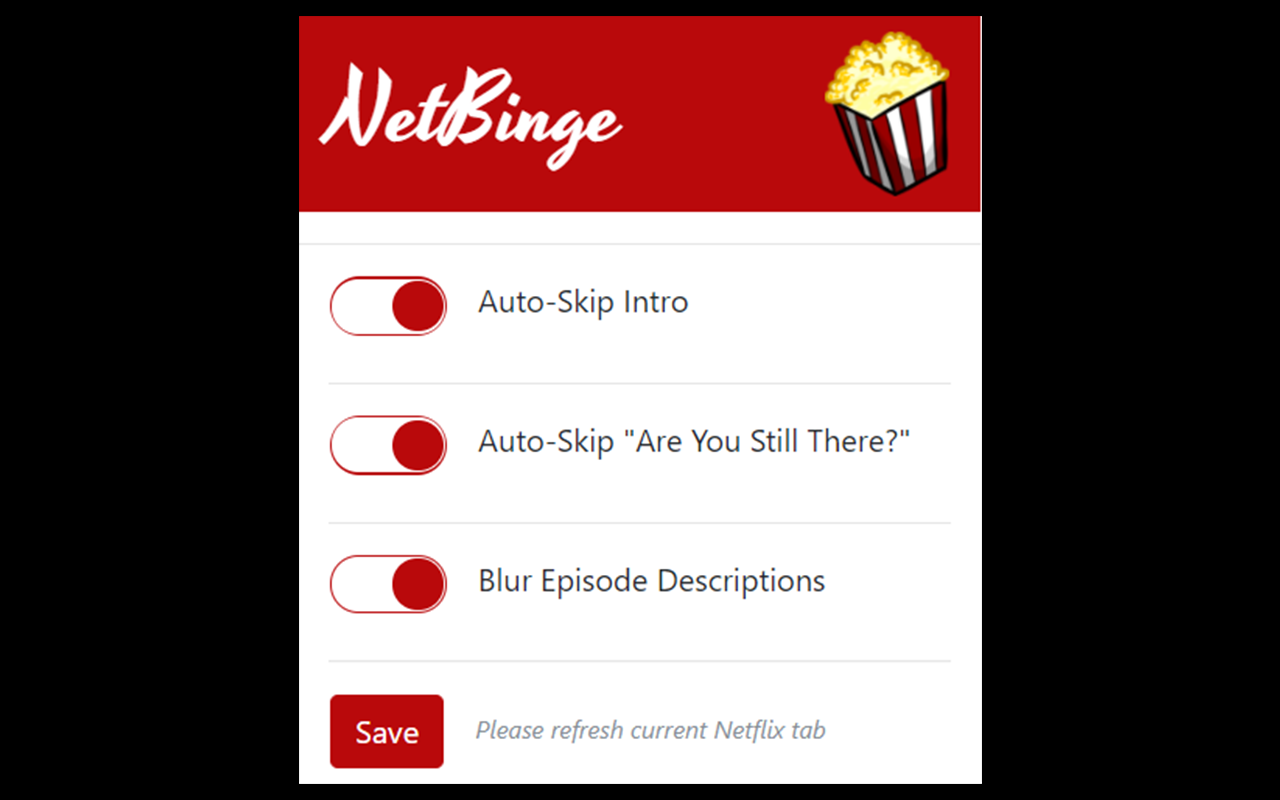 NetBinge
Auto-Skip Intro
Auto-Skip "Are You Still There?"
Blur Episode Descriptions
Save
Please refresh current Netflix tab